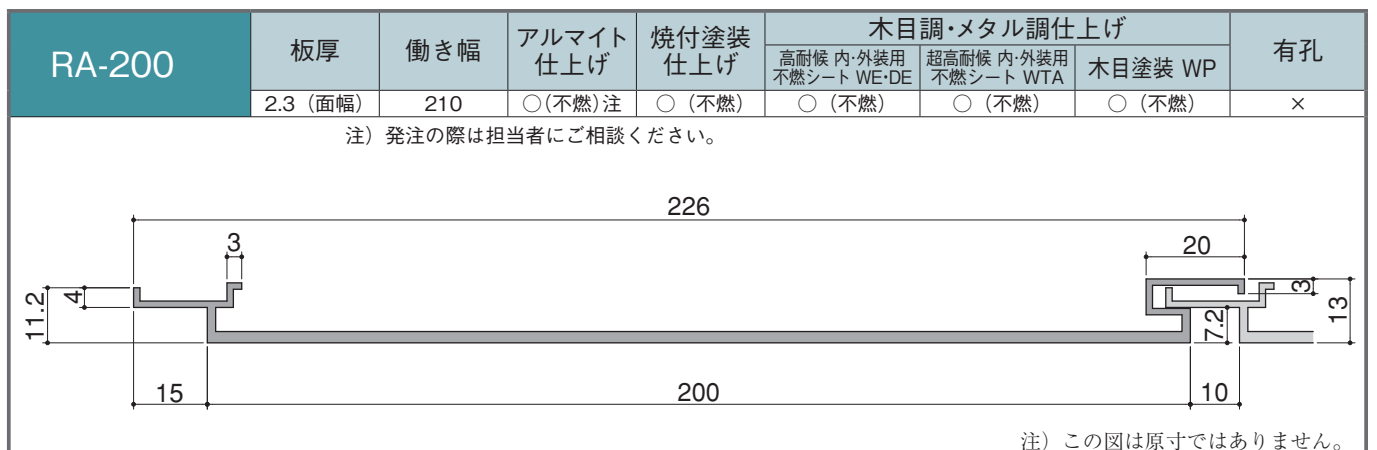 RA-200
板厚
働き幅
アルマイト
仕上げ
焼付塗装
仕上げ
木目調・メタル調仕上げ
高耐候 内・外装用
不燃シート WE・DE
超高耐候 内・外装用
不燃シート WTA
木目塗装 WP
有孔
2.3（面幅） 210 ○(不燃)注 ○（不燃） ○（不燃） ○（不燃） ○（不燃） ×
注）発注の際は担当者にご相談ください。
226
3
20
11.2
4
3
13
7.2
15
200
10
注）この図は原寸ではありません。